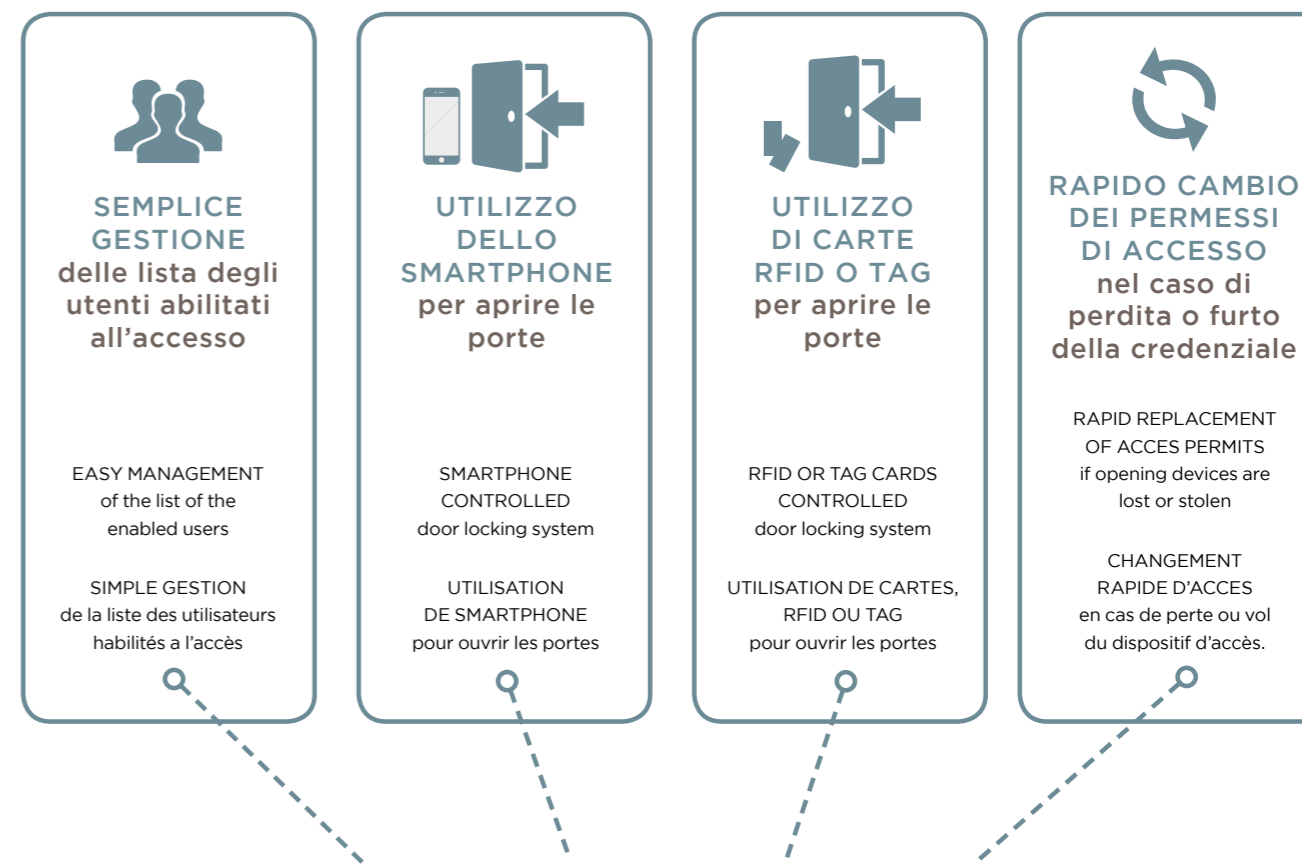 SEMPLICE
GESTIONE
delle lista degli
utenti abilitati
all’accesso
EASY MANAGEMENT
of the list of the
enabled users
SIMPLE GESTION
de la liste des utilisateurs
habilités a l’accès
UTILIZZO
DELLO
SMARTPHONE
per aprire le
porte
SMARTPHONE
CONTROLLED
door locking system
UTILISATION
DE SMARTPHONE
pour ouvrir les portes
UTILIZZO
DI CARTE
RFID O TAG
per aprire le
porte
RFID OR TAG CARDS
CONTROLLED
door locking system
UTILISATION DE CARTES,
RFID OU TAG
pour ouvrir les portes
RAPIDO CAMBIO
DEI PERMESSI
DI ACCESSO
nel caso di
perdita o furto
della credenziale
RAPID REPLACEMENT
OF ACCES PERMITS
if opening devices are
lost or stolen
CHANGEMENT
RAPIDE D’ACCES
en cas de perte ou vol
du dispositif d’accès.